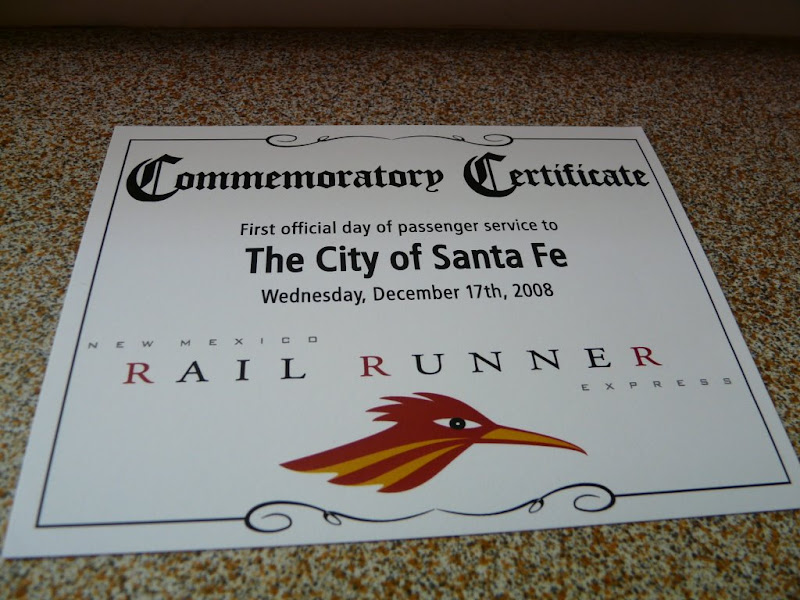 Commemoratory Certificate
First official day of passenger service to
The City of Santa Fe
Wednesday, December 17th, 2008
NEW MEXICO
RAIL RUNNER
EXPRESS